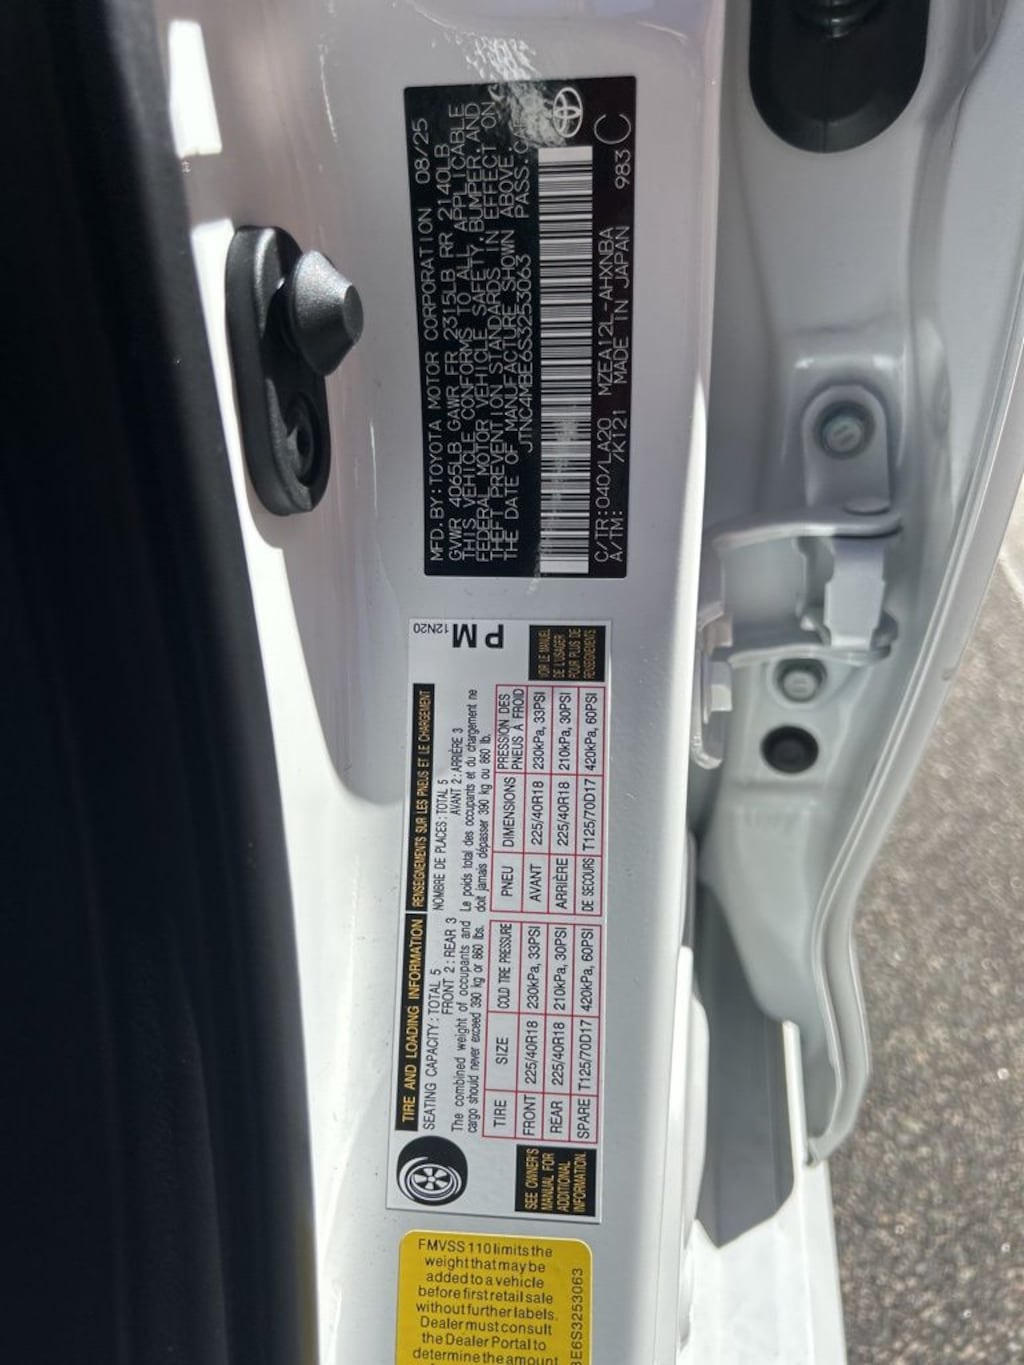 MFD. BY: TOYOTA MOTOR CORPORATION 08/25
GVWR 4065LB GAWR FR 2315LB RR 2140LB
THIS VEHICLE CONFORMS TO ALL APPLICABLE
FEDERAL MOTOR VEHICLE SAFETY, BUMPER, AND
THEFT PREVENTION STANDARDS IN EFFECT ON
THE DATE OF MANUFACTURE SHOWN ABOVE.
JTNC4MBE6S3253063 PASS.
C/TR: 040/LA20 MZEA12L-AHXNBA
A/TM: /K121 MADE IN JAPAN 983 C
PM
12N20
TIRE AND LOADING INFORMATION
SEATING CAPACITY: TOTAL 5
FRONT 2: REAR 3
The combined weight of occupants and
cargo should never exceed 390 kg or 860 lbs.
TIRE SIZE COLD TIRE PRESSURE
FRONT 225/40R18 230kPa, 33PSI
REAR 225/40R18 210kPa, 30PSI
SPARE T125/70D17 420kPa, 60PSI
SEE OWNER'S
MANUAL FOR
ADDITIONAL
INFORMATION.
RENSEIGNEMENTS SUR LES PNEUS ET LE CHARGEMENT
NOMBRE DE PLACES: TOTAL 5
AVANT 2: ARRIÈRE 3
Le poids total des occupants et du chargement ne
doit jamais dépasser 390 kg ou 860 lb.
PNEU DIMENSIONS PRESSION DES
PNEUS À FROID
AVANT 225/40R18 230kPa, 33PSI
ARRIÈRE 225/40R18 210kPa, 30PSI
DE SECOURS T125/70D17 420kPa, 60PSI
VOIR LE MANUEL
DE L'USAGER
POUR PLUS DE
RENSEIGNEMENTS
FMVSS 110 limits the
weight that may be
added to a vehicle
before first retail sale
without further labels.
Dealer must consult
the Dealer Portal to
determine the amount
BE6S3253063